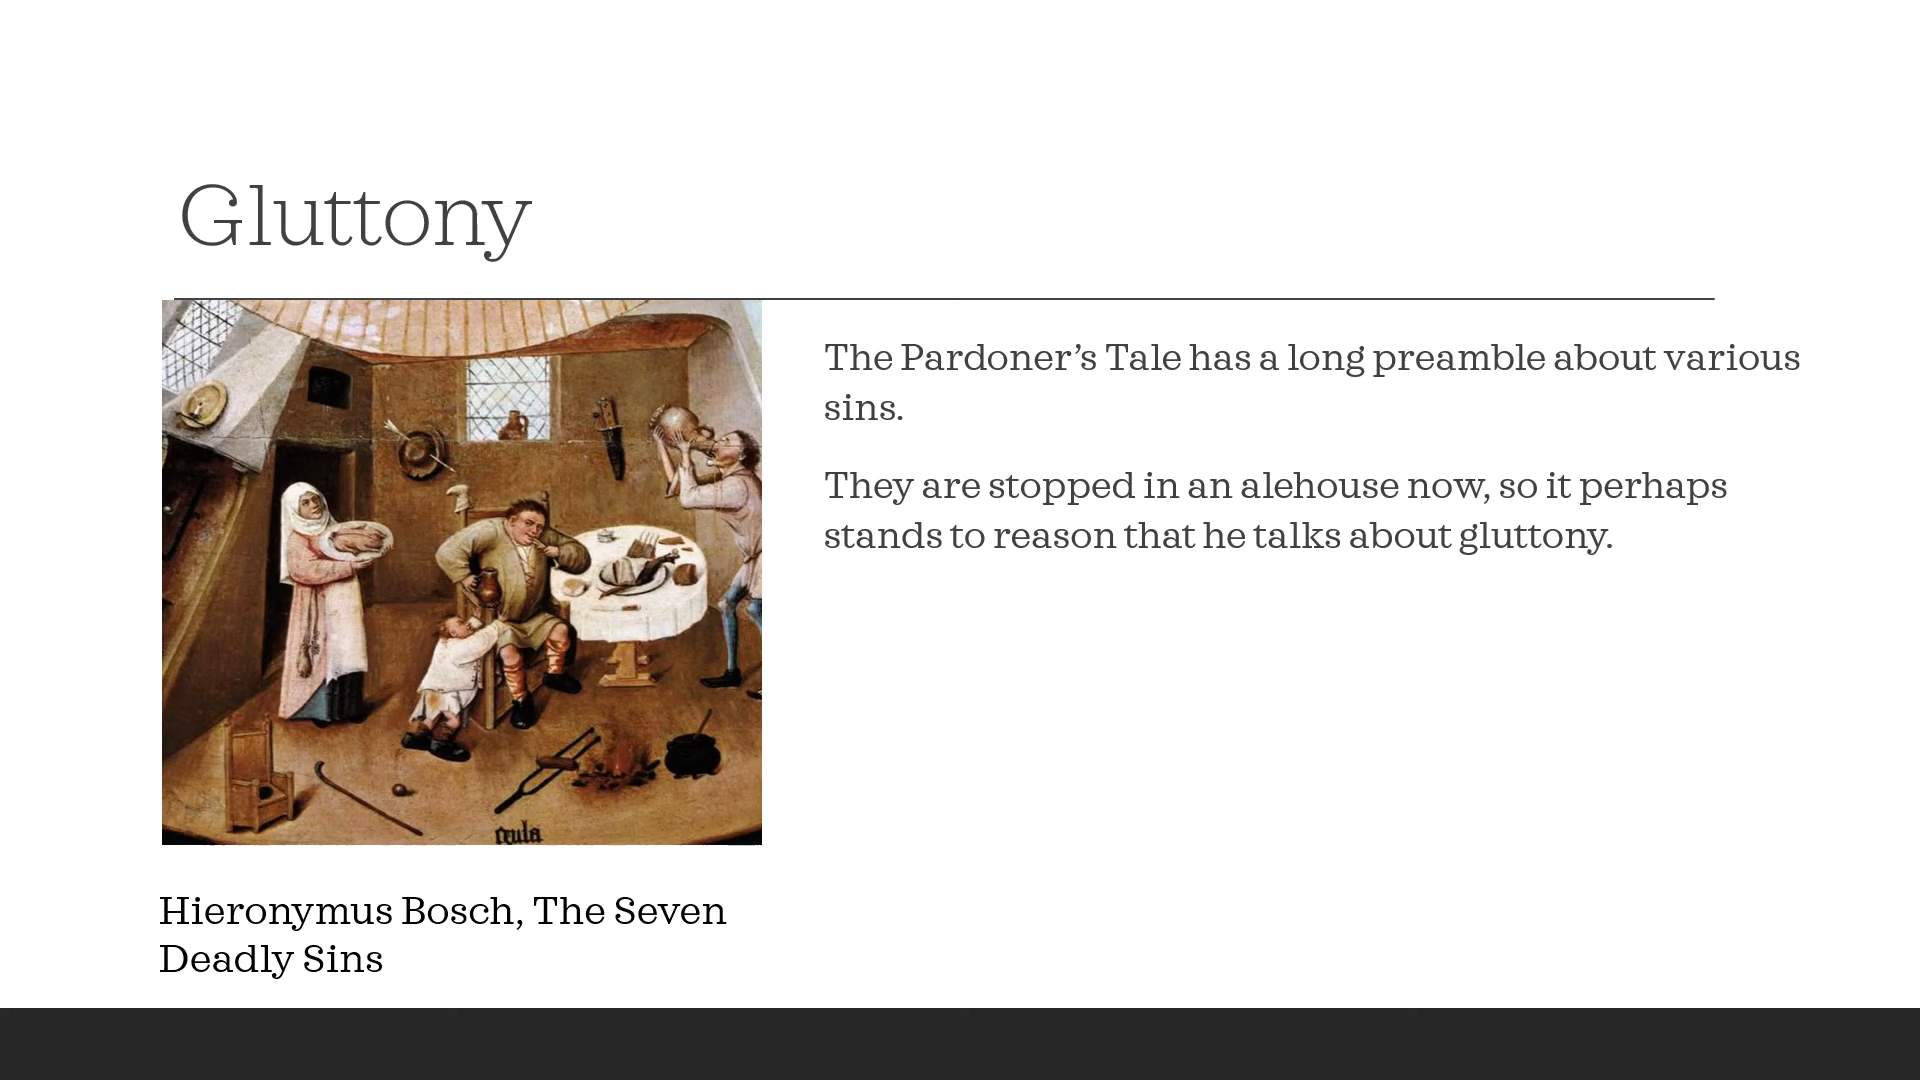 Gluttony
The Pardoner’s Tale has a long preamble about various
sins.
They are stopped in an alehouse now, so it perhaps
stands to reason that he talks about gluttony.
gula
Hieronymus Bosch, The Seven
Deadly Sins